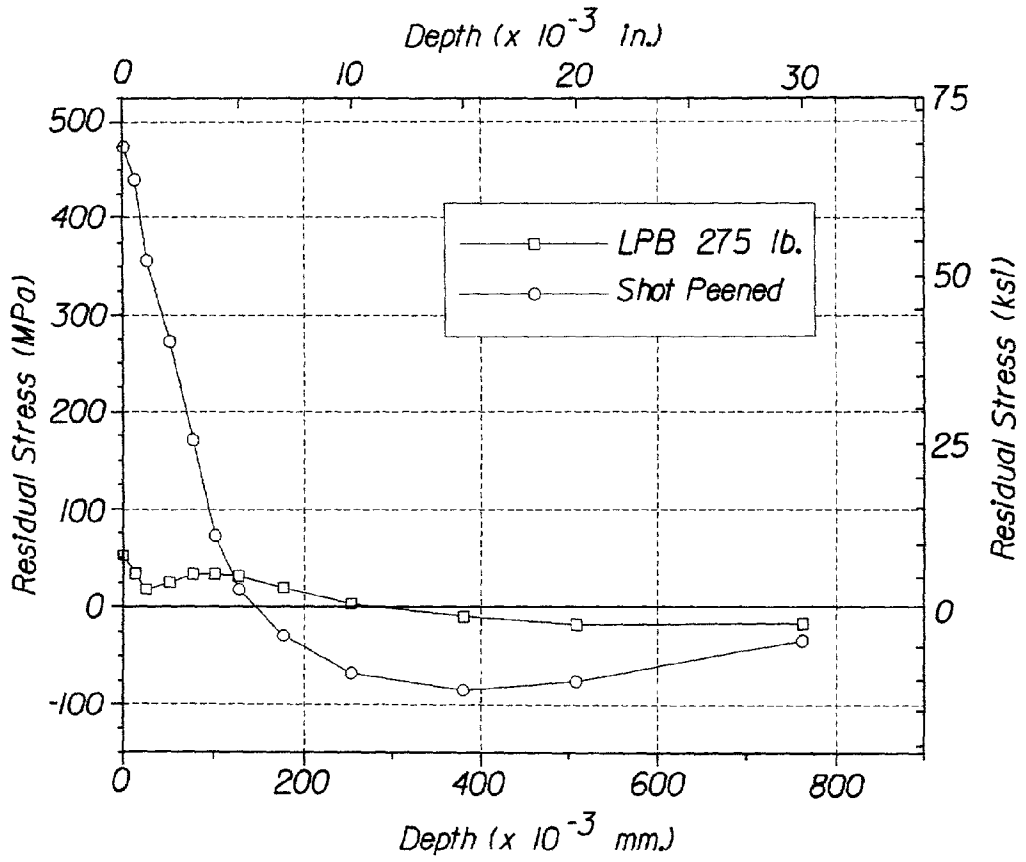 Depth (x 10⁻³ in.)
0 10 20 30
500
400
300
200
100
0
-100
Residual Stress (MPa)
75
50
25
0
Residual Stress (ksi)
LPB 275 lb.
Shot Peened
0 200 400 600 800
Depth (x 10⁻³ mm.)